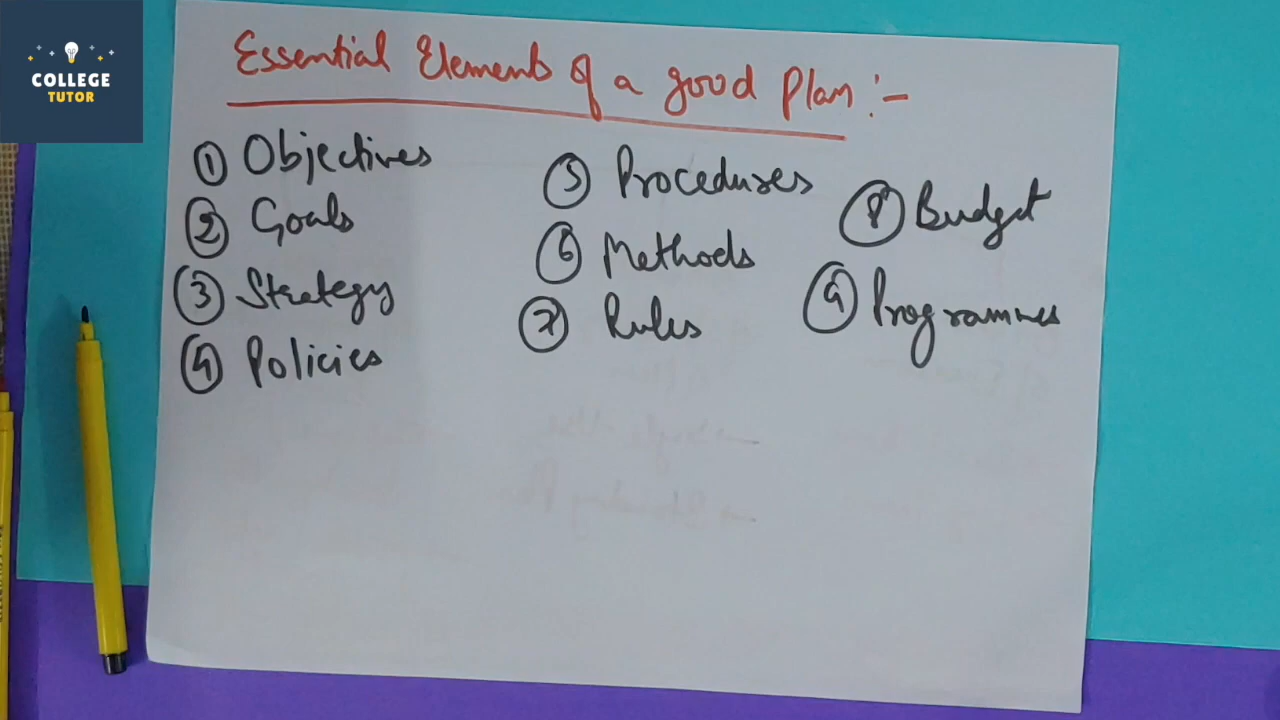 COLLEGE
TUTOR
Essential Elements of a good Plan :-
① Objectives
② Goals
③ Strategy
④ Policies
⑤ Procedures
⑥ Methods
⑦ Rules
⑧ Budget
⑨ Programmes